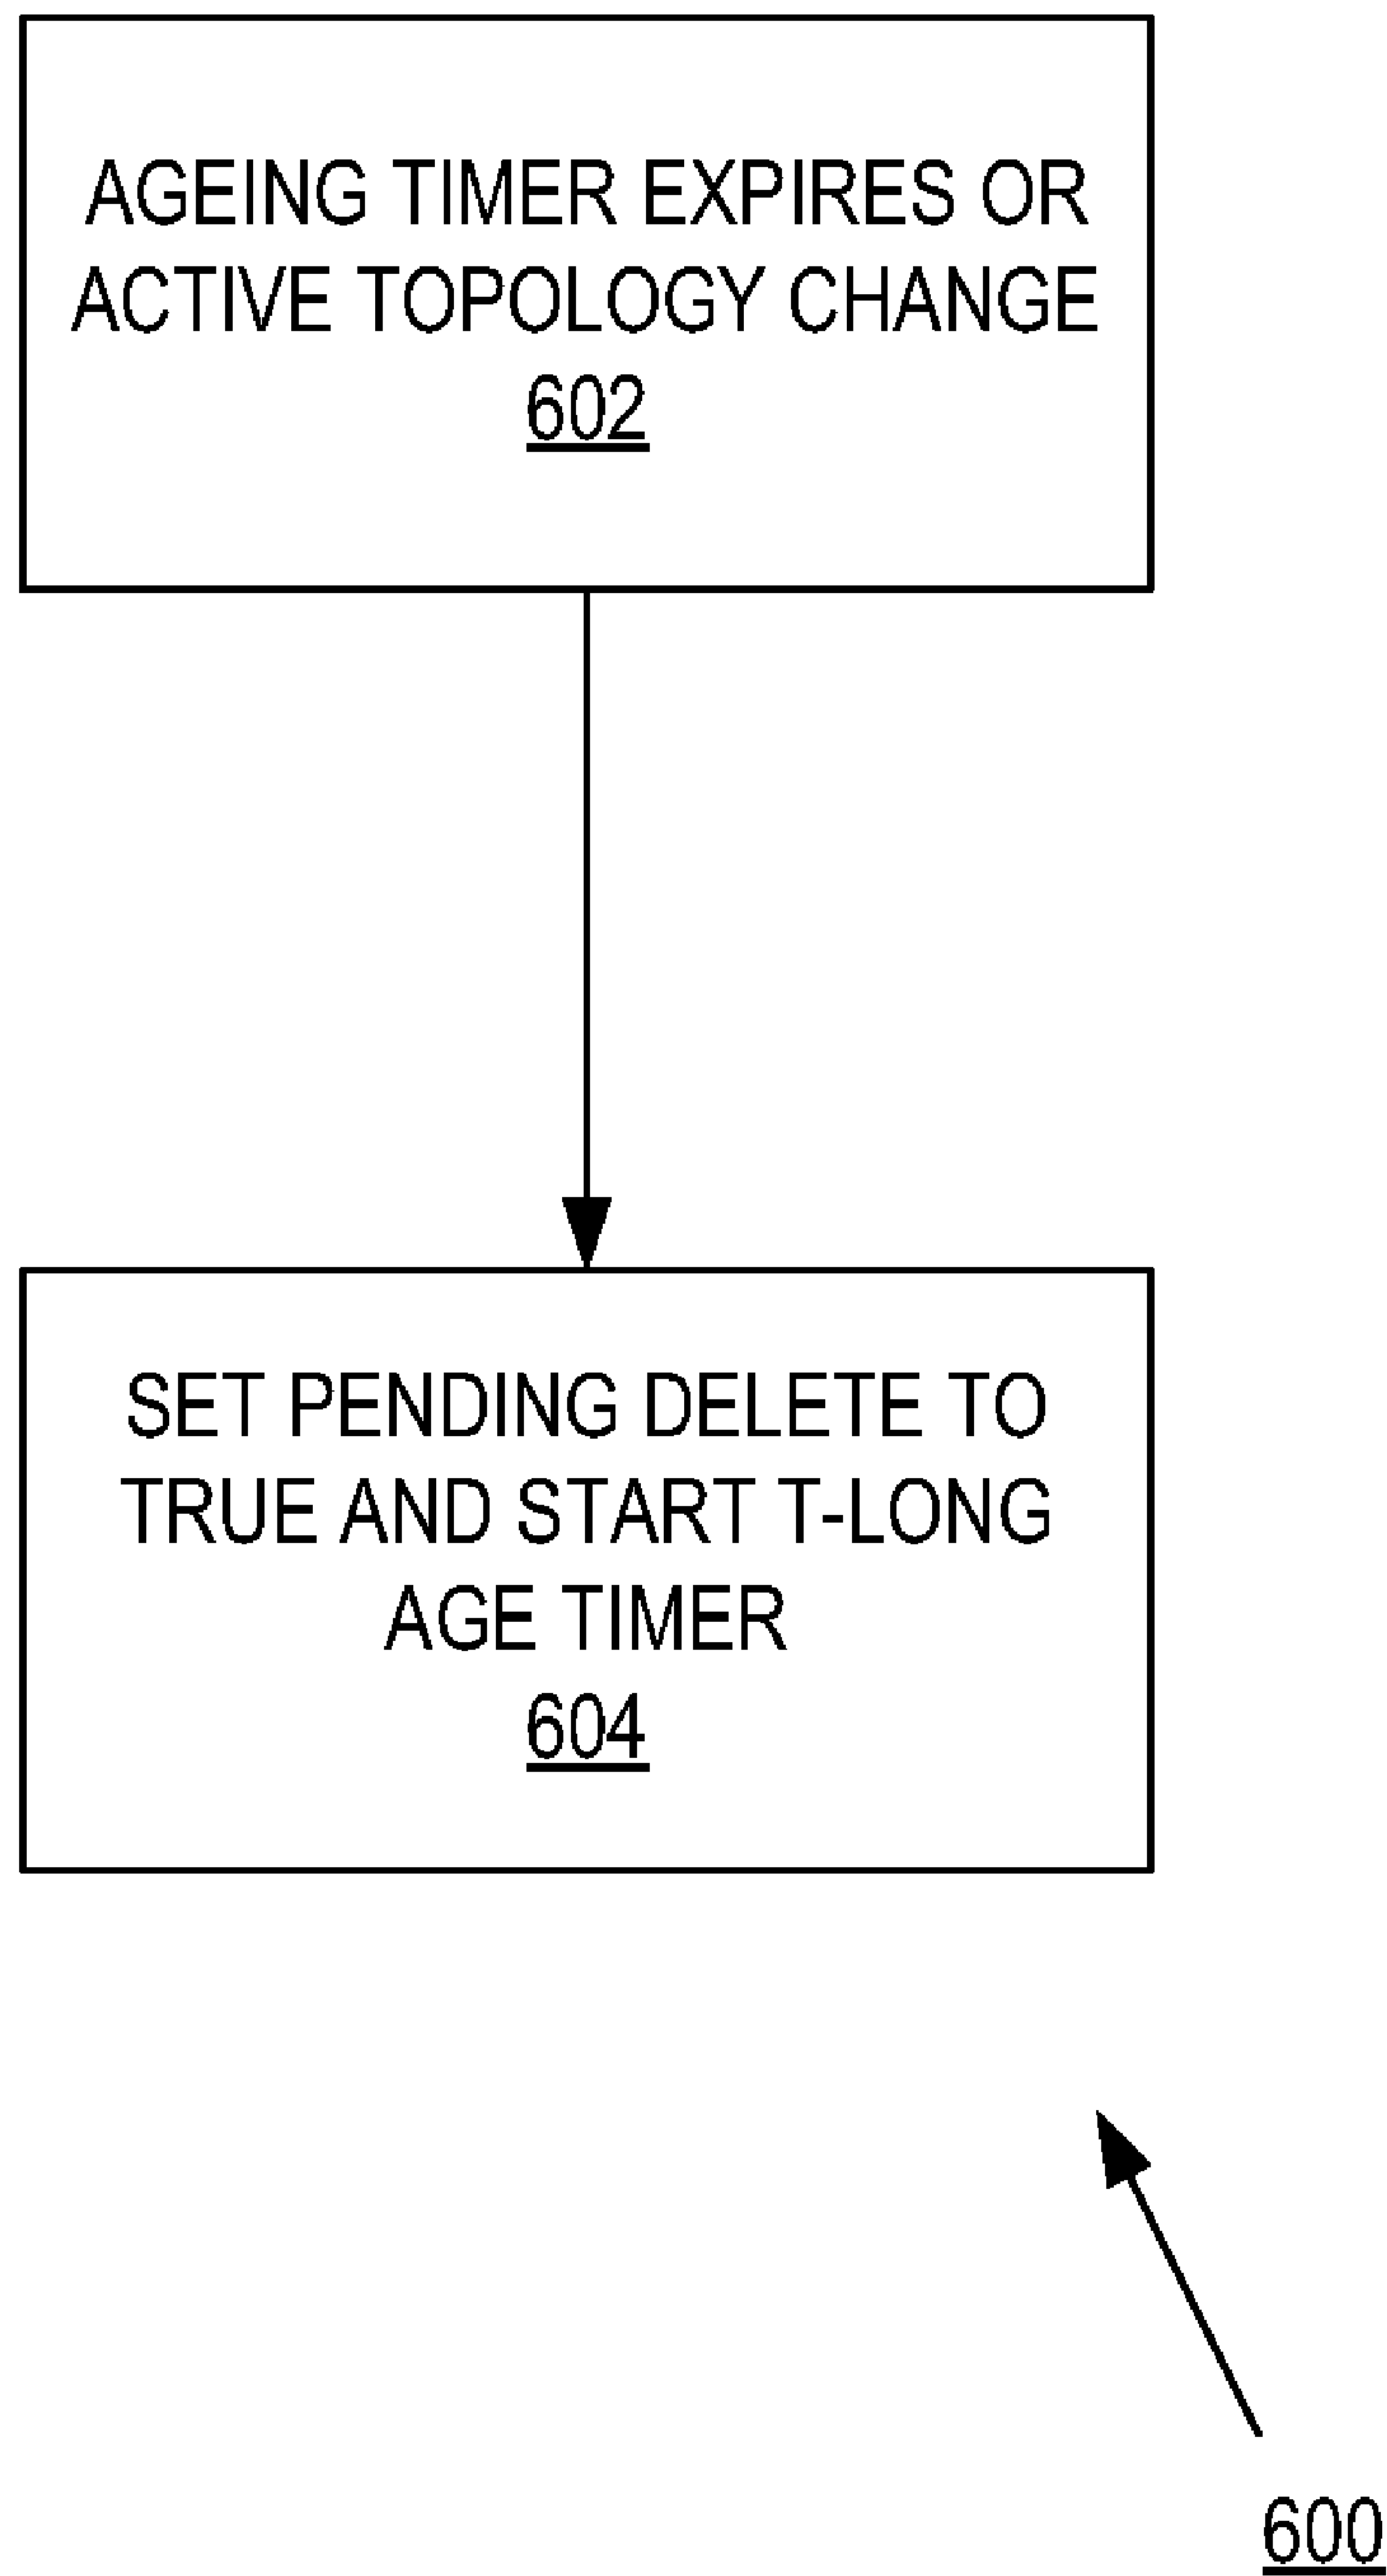 AGEING TIMER EXPIRES OR
ACTIVE TOPOLOGY CHANGE
602
SET PENDING DELETE TO
TRUE AND START T-LONG
AGE TIMER
604
600